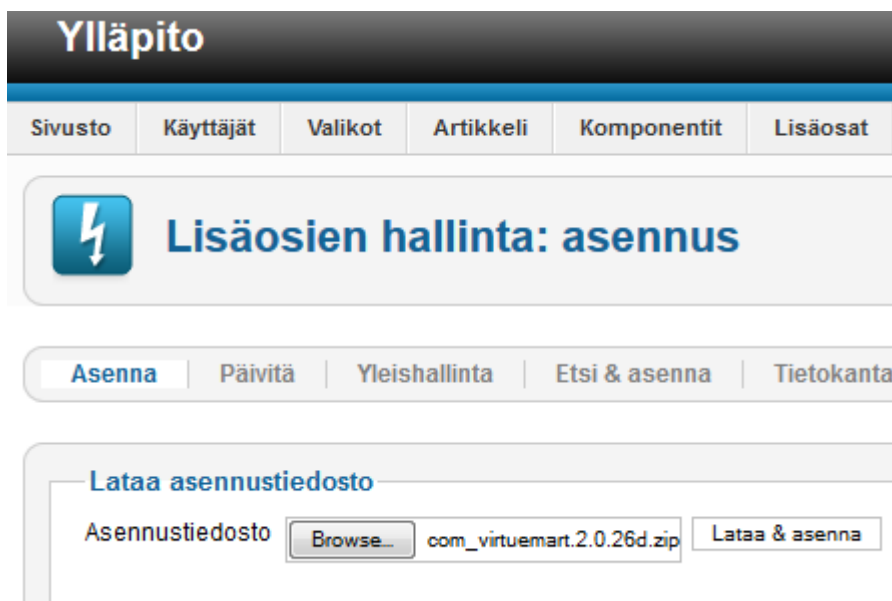 Ylläpito
Sivusto Käyttäjät Valikot Artikkeli Komponentit Lisäosat
Lisäosien hallinta: asennus
Asenna Päivitä Yleishallinta Etsi & asenna Tietokanta
Lataa asennustiedosto
Asennustiedosto Browse... com_virtuemart.2.0.26d.zip Lataa & asenna